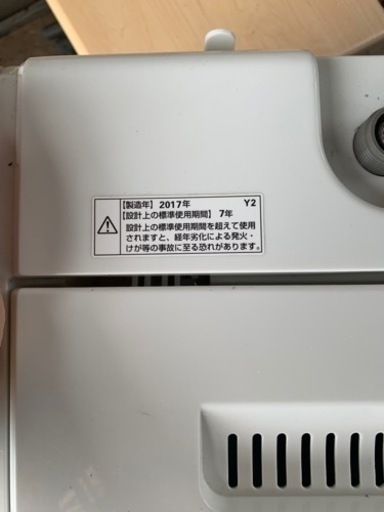 【製造年】2017年 Y2
【設計上の標準使用期間】7年
設計上の標準使用期間を超えて使用
されますと、経年劣化による発火・
けが等の事故に至る恐れがあります。